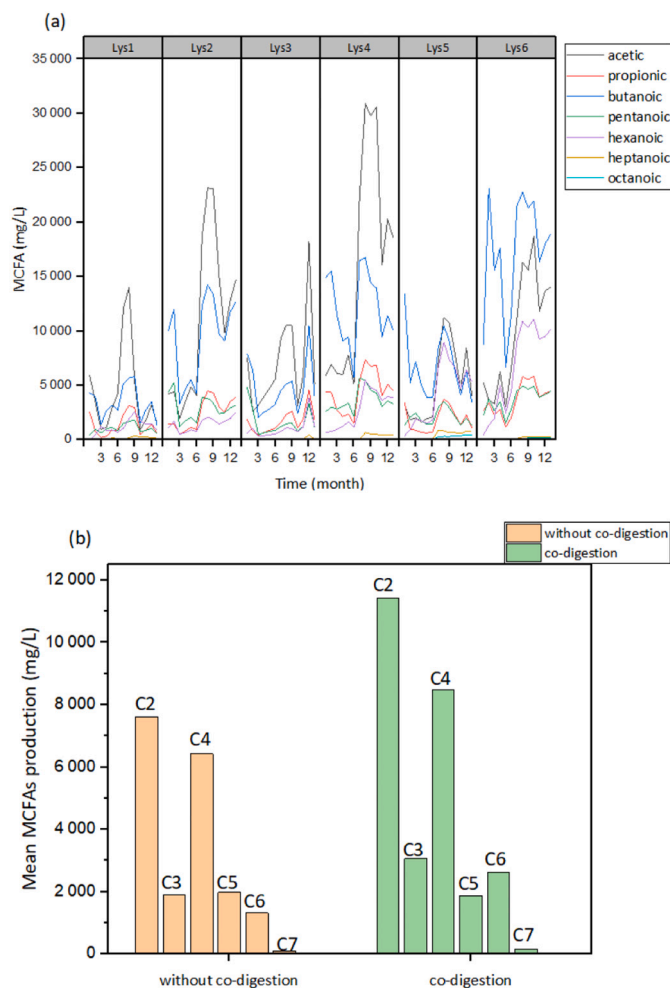 (a)
Lys1 Lys2 Lys3 Lys4 Lys5 Lys6
35 000
30 000
25 000
20 000
15 000
10 000
5 000
0
MCFA (mg/L)
3 6 9 12 3 6 9 12 3 6 9 12 3 6 9 12 3 6 9 12 3 6 9 12
Time (month)
acetic
propionic
butanoic
pentanoic
hexanoic
heptanoic
octanoic
(b)
without co-digestion
co-digestion
12 000
10 000
8 000
6 000
4 000
2 000
0
Mean MCFAs production (mg/L)
C2 C3 C4 C5 C6 C7
C2 C3 C4 C5 C6 C7
without co-digestion co-digestion